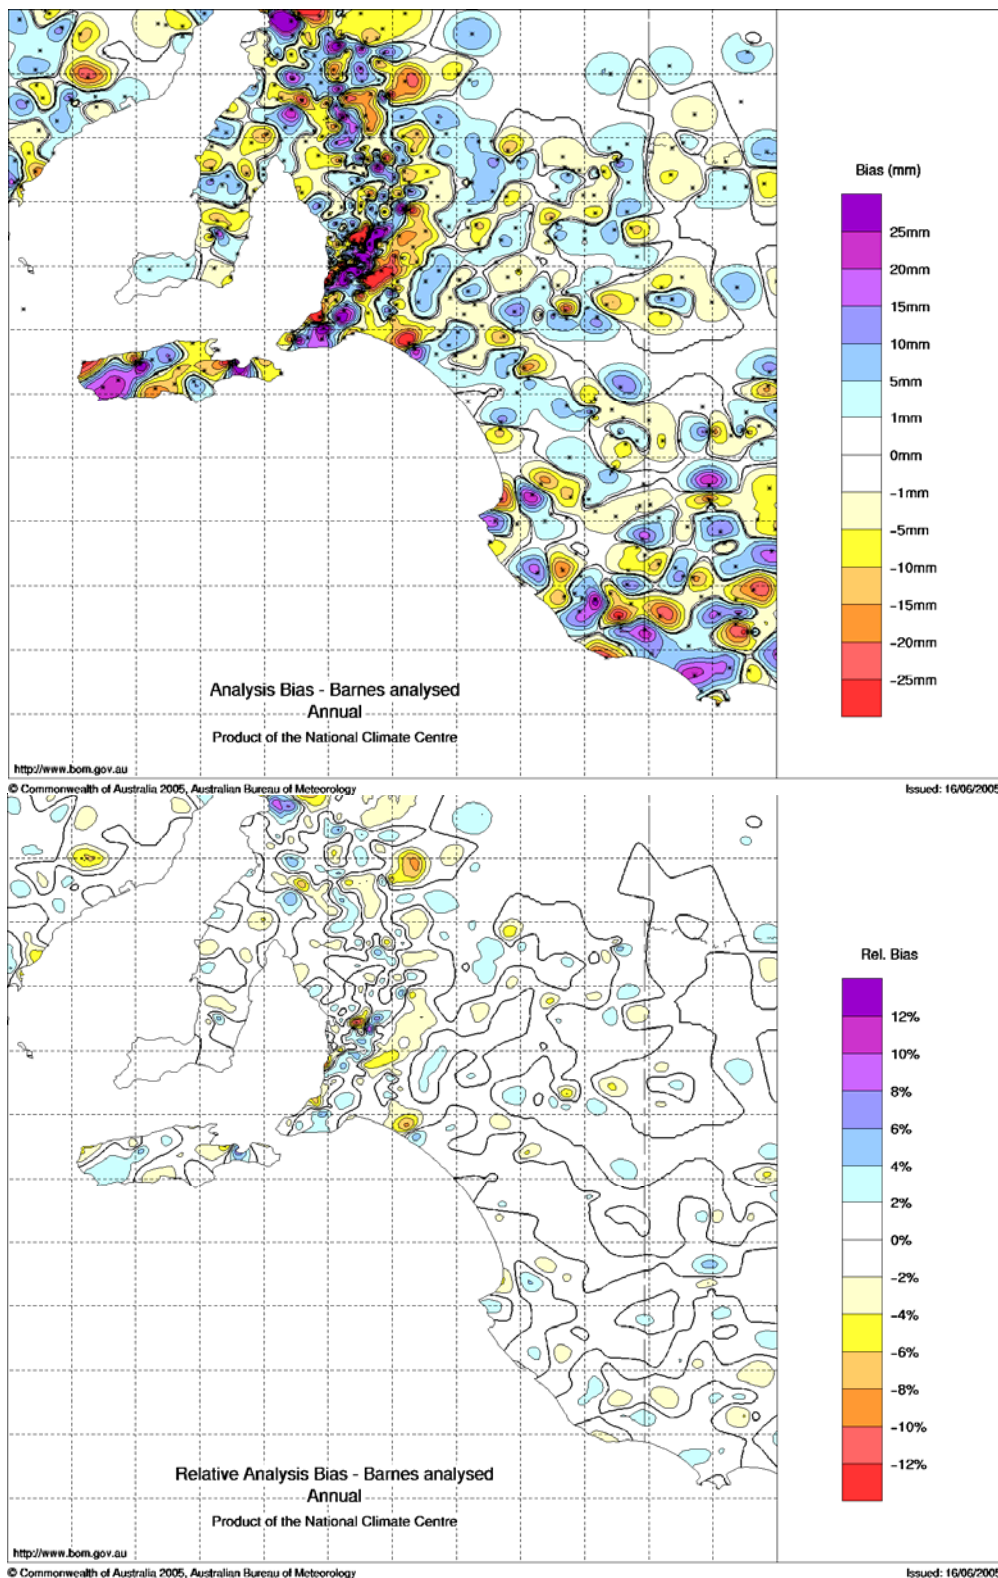 Bias (mm)
25mm
20mm
15mm
10mm
5mm
1mm
0mm
-1mm
-5mm
-10mm
-15mm
-20mm
-25mm
Analysis Bias - Barnes analysed
Annual
Product of the National Climate Centre
http://www.bom.gov.au
© Commonwealth of Australia 2005, Australian Bureau of Meteorology
Issued: 16/06/2005
Rel. Bias
12%
10%
8%
6%
4%
2%
0%
-2%
-4%
-6%
-8%
-10%
-12%
Relative Analysis Bias - Barnes analysed
Annual
Product of the National Climate Centre
http://www.bom.gov.au
© Commonwealth of Australia 2005, Australian Bureau of Meteorology
Issued: 16/06/2005